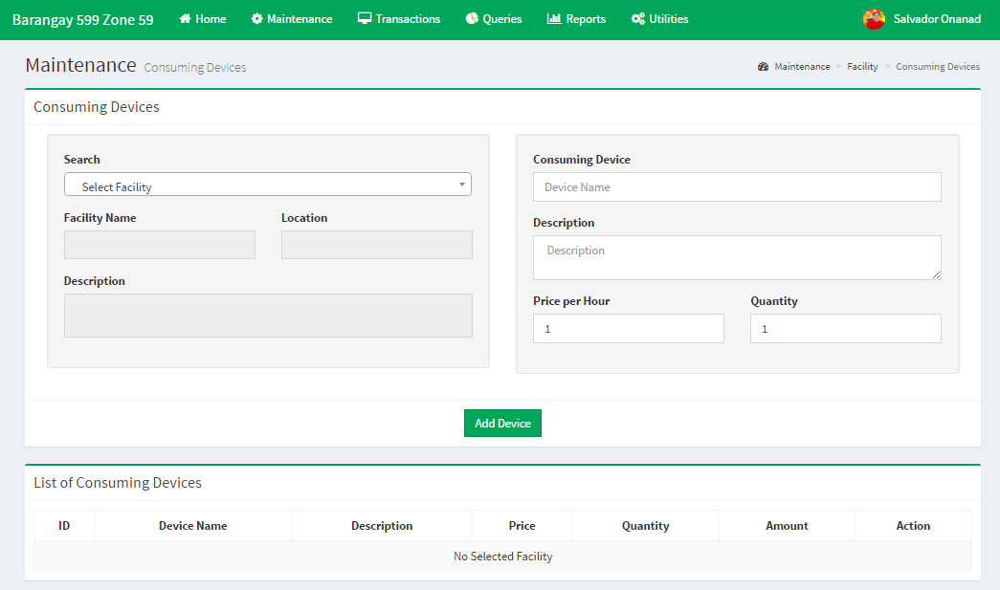 Barangay 599 Zone 59 Home Maintenance Transactions Queries Reports Utilities Salvador Onanad
Maintenance Consuming Devices Maintenance > Facility > Consuming Devices
Consuming Devices
Search
Select Facility
Facility Name Location
Description
Consuming Device
Device Name
Description
Description
Price per Hour Quantity
1 1
Add Device
List of Consuming Devices
ID Device Name Description Price Quantity Amount Action
No Selected Facility